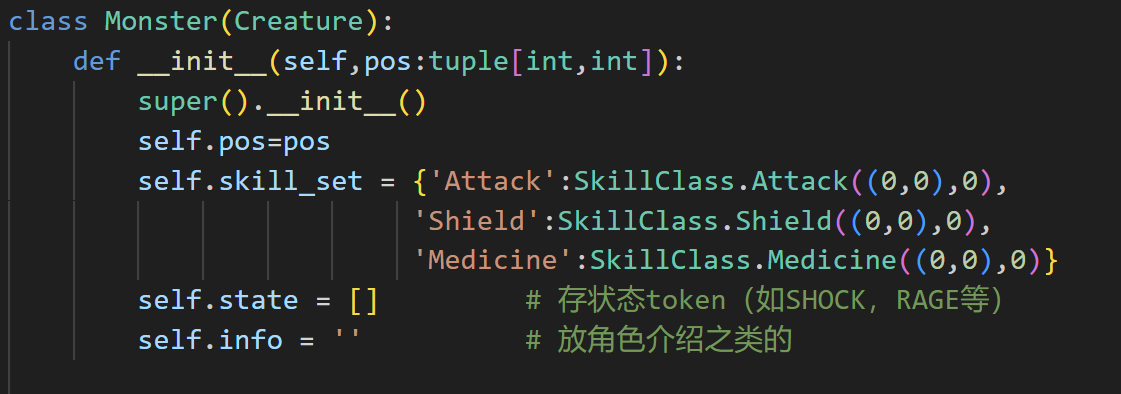 class Monster(Creature):
    def __init__(self,pos:tuple[int,int]):
        super().__init__()
        self.pos=pos
        self.skill_set = {'Attack':SkillClass.Attack((0,0),0),
                         'Shield':SkillClass.Shield((0,0),0),
                         'Medicine':SkillClass.Medicine((0,0),0)}
        self.state = []         # 存状态token（如SHOCK, RAGE等）
        self.info = ''          # 放角色介绍之类的